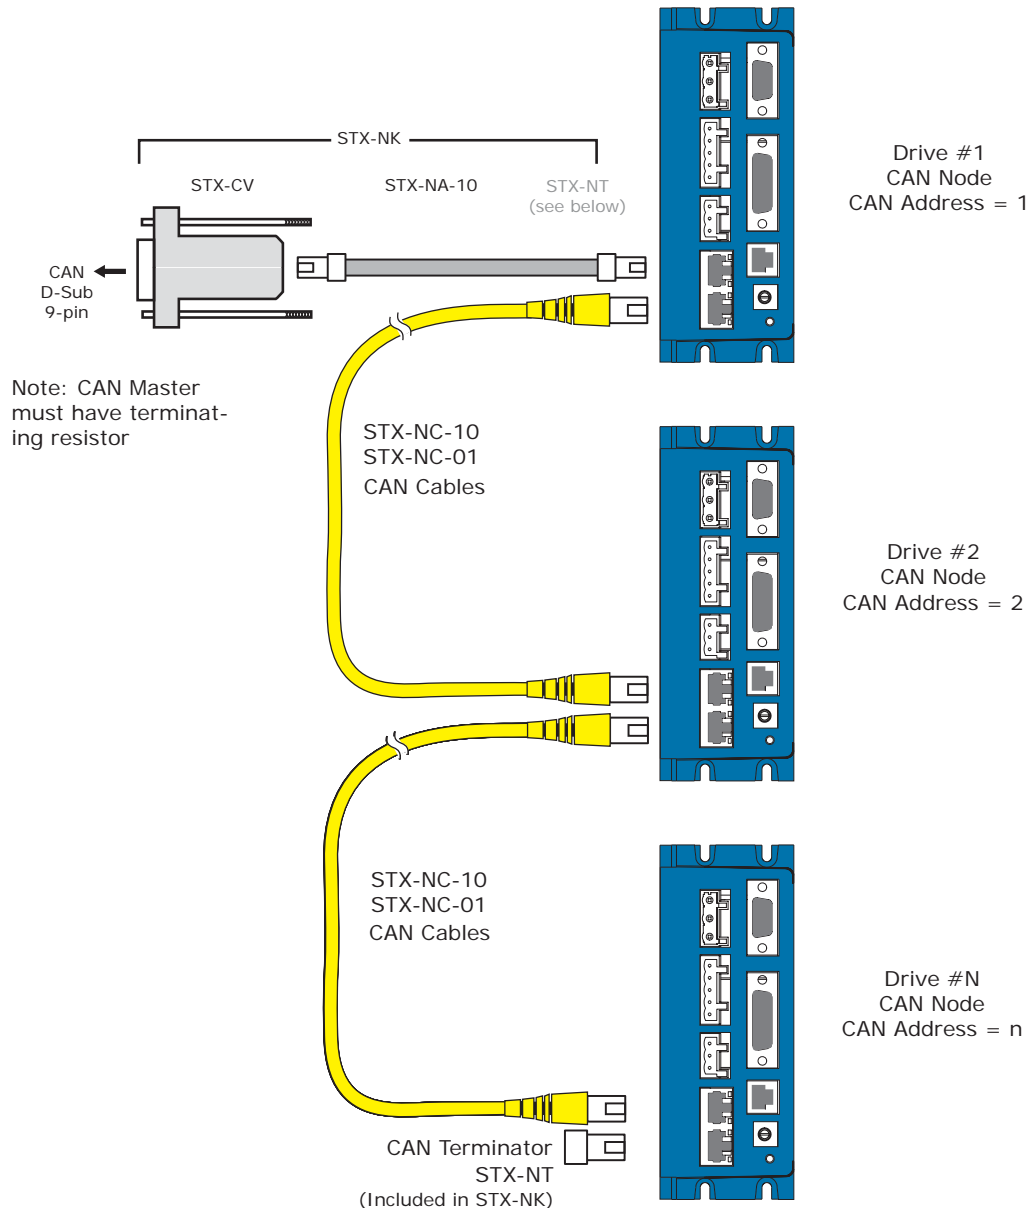 Drive #1
CAN Node
CAN Address = 1
STX-NK
STX-CV
STX-NA-10
STX-NT
(see below)
CAN
D-Sub
9-pin
Note: CAN Master
must have terminat-
ing resistor
STX-NC-10
STX-NC-01
CAN Cables
Drive #2
CAN Node
CAN Address = 2
STX-NC-10
STX-NC-01
CAN Cables
Drive #N
CAN Node
CAN Address = n
CAN Terminator
STX-NT
(Included in STX-NK)